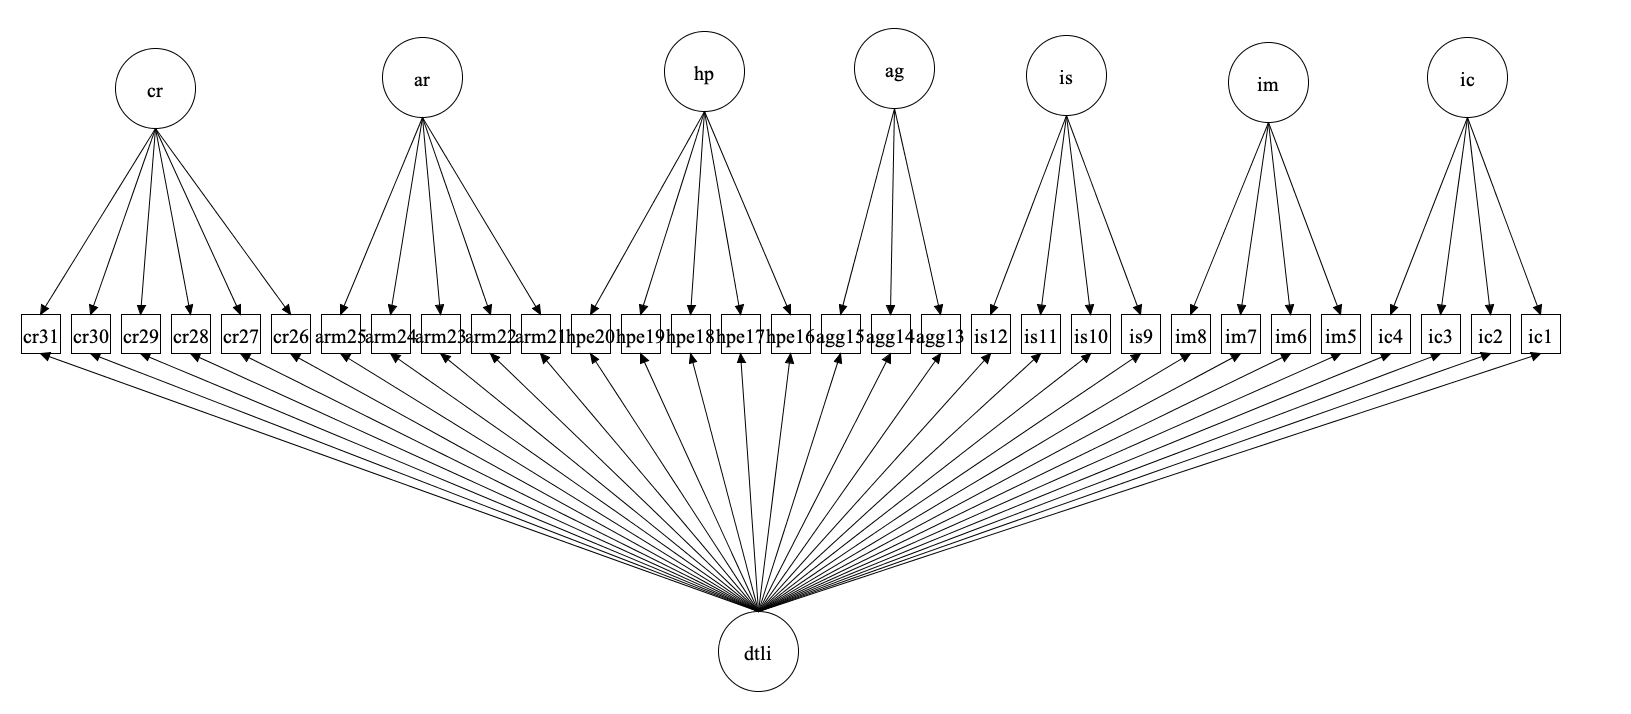 cr ar hp ag is im ic
cr31 cr30 cr29 cr28 cr27 cr26 arm25 arm24 arm23 arm22 arm21 hpe20 hpe19 hpe18 hpe17 hpe16 agg15 agg14 agg13 is12 is11 is10 is9 im8 im7 im6 im5 ic4 ic3 ic2 ic1
dtli